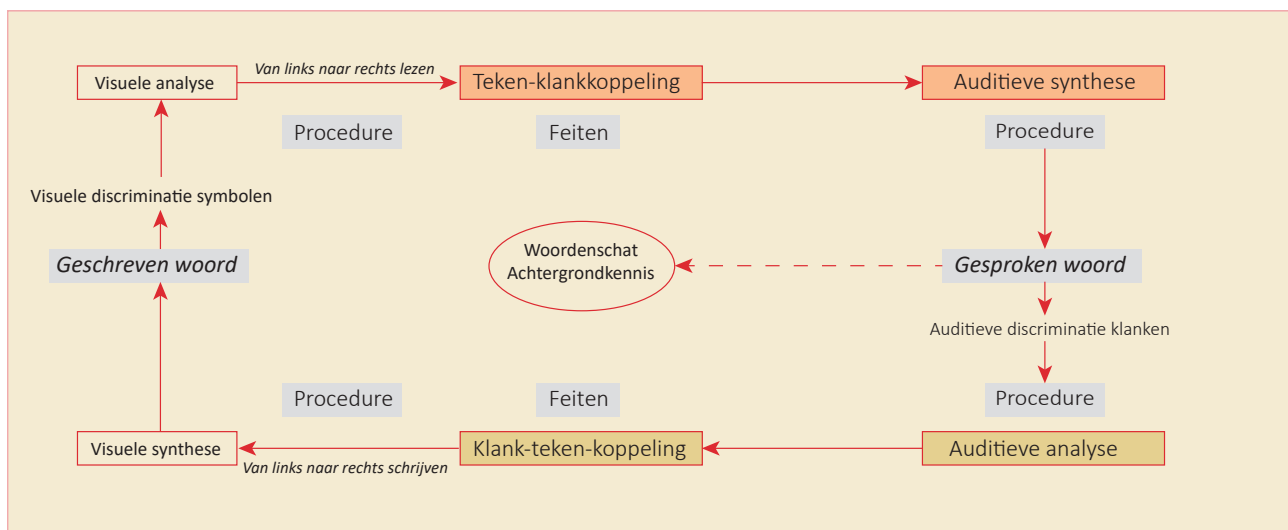 Van links naar rechts lezen
Visuele analyse
Teken-klankkoppeling
Auditieve synthese
Procedure
Feiten
Procedure
Visuele discriminatie symbolen
Woordenschat
Achtergrondkennis
Geschreven woord
Gesproken woord
Auditieve discriminatie klanken
Procedure
Feiten
Procedure
Visuele synthese
Klank-teken-koppeling
Auditieve analyse
Van links naar rechts schrijven